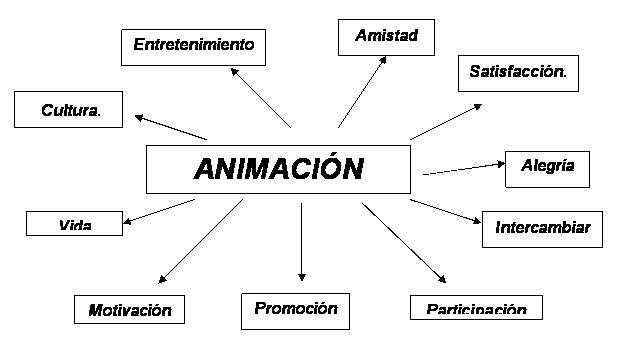 Amistad
Entretenimiento
Satisfacción.
Cultura.
ANIMACIÓN
Alegría
Vida
Intercambiar
Motivación
Promoción
Participación